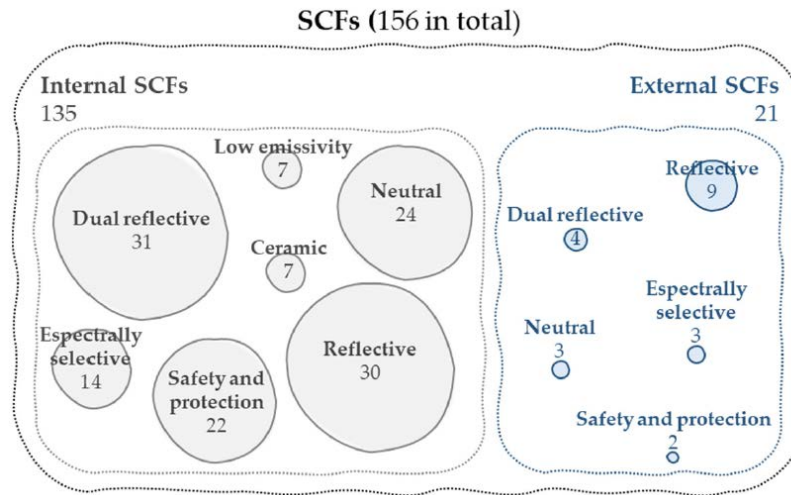 SCFs (156 in total)
Internal SCFs
135
External SCFs
21
Low emissivity
7
Neutral
24
Dual reflective
31
Ceramic
7
Espectrally
selective
14
Safety and
protection
22
Reflective
30
Reflective
9
Dual reflective
4
Espectrally
selective
3
Neutral
3
Safety and protection
2